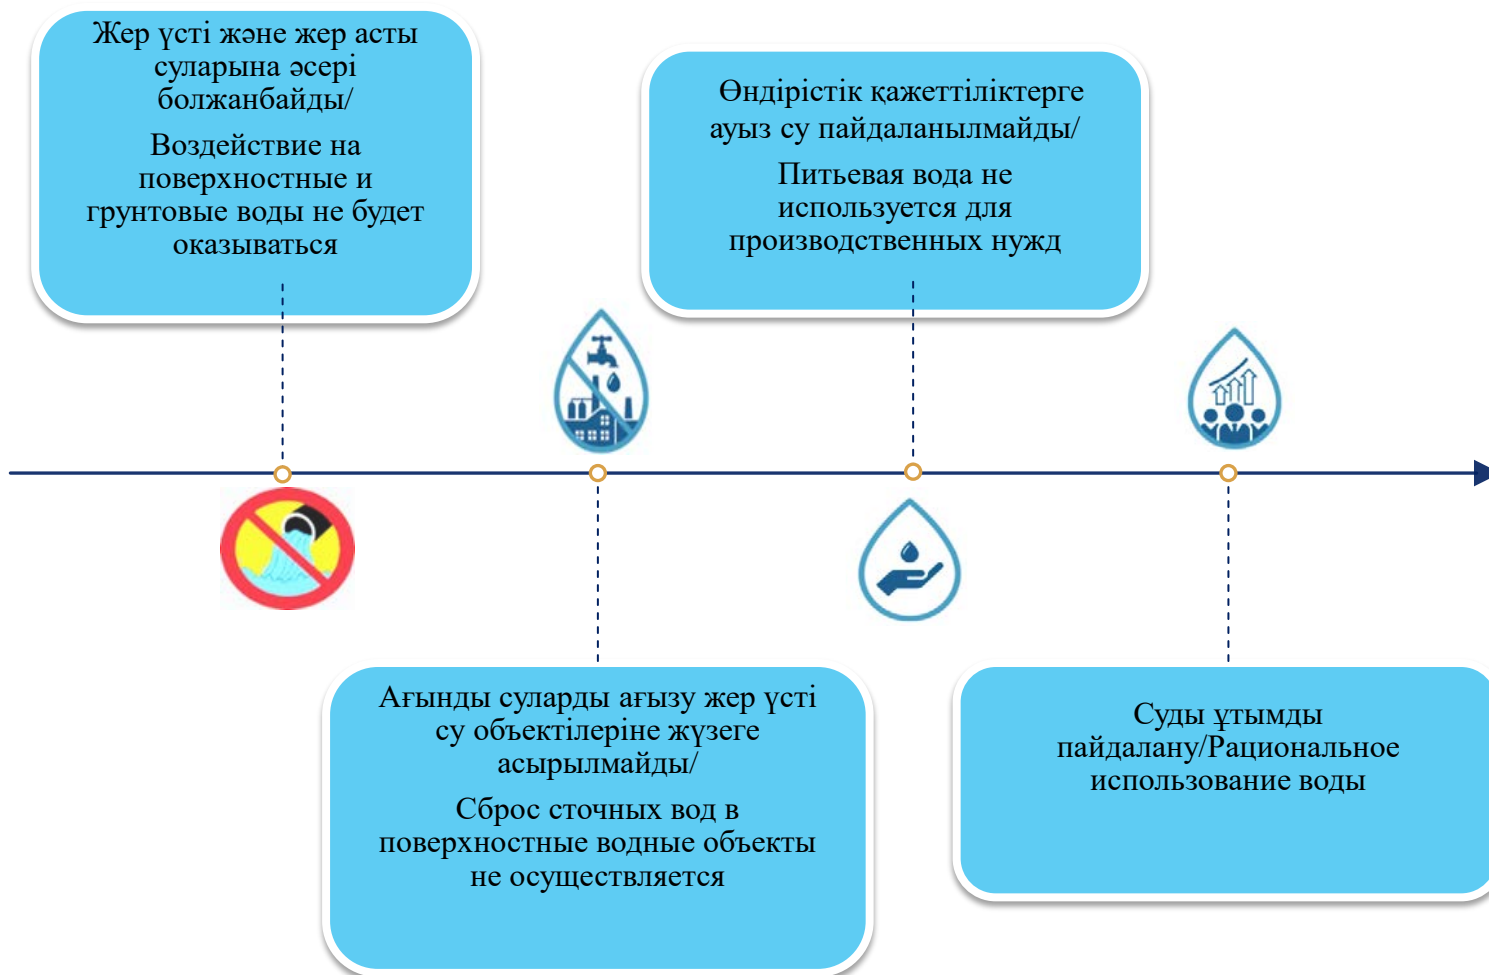 Жер үсті және жер асты
суларына әсері
болжанбайды/
Воздействие на
поверхностные и
грунтовые воды не будет
оказываться
Өндірістік қажеттіліктерге
ауыз су пайдаланылмайды/
Питьевая вода не
используется для
производственных нужд
Ағынды суларды ағызу жер үсті
су объектілеріне жүзеге
асырылмайды/
Сброс сточных вод в
поверхностные водные объекты
не осуществляется
Суды ұтымды
пайдалану/Рациональное
использование воды